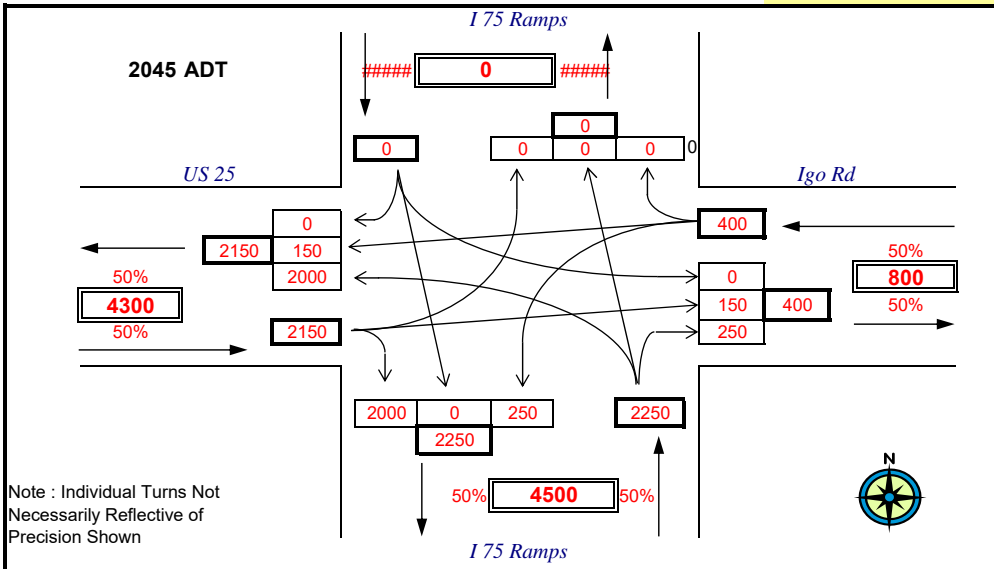 I 75 Ramps
2045 ADT
##### 0 #####
0
0 0 0 0 0
US 25 Igo Rd
0 400
2150 150
50% 2000 0 50%
4300 150 400 800
50% 2150 250 50%
2000 0 250 2250
2250
N
50% 4500 50%
Note : Individual Turns Not
Necessarily Reflective of
Precision Shown
I 75 Ramps